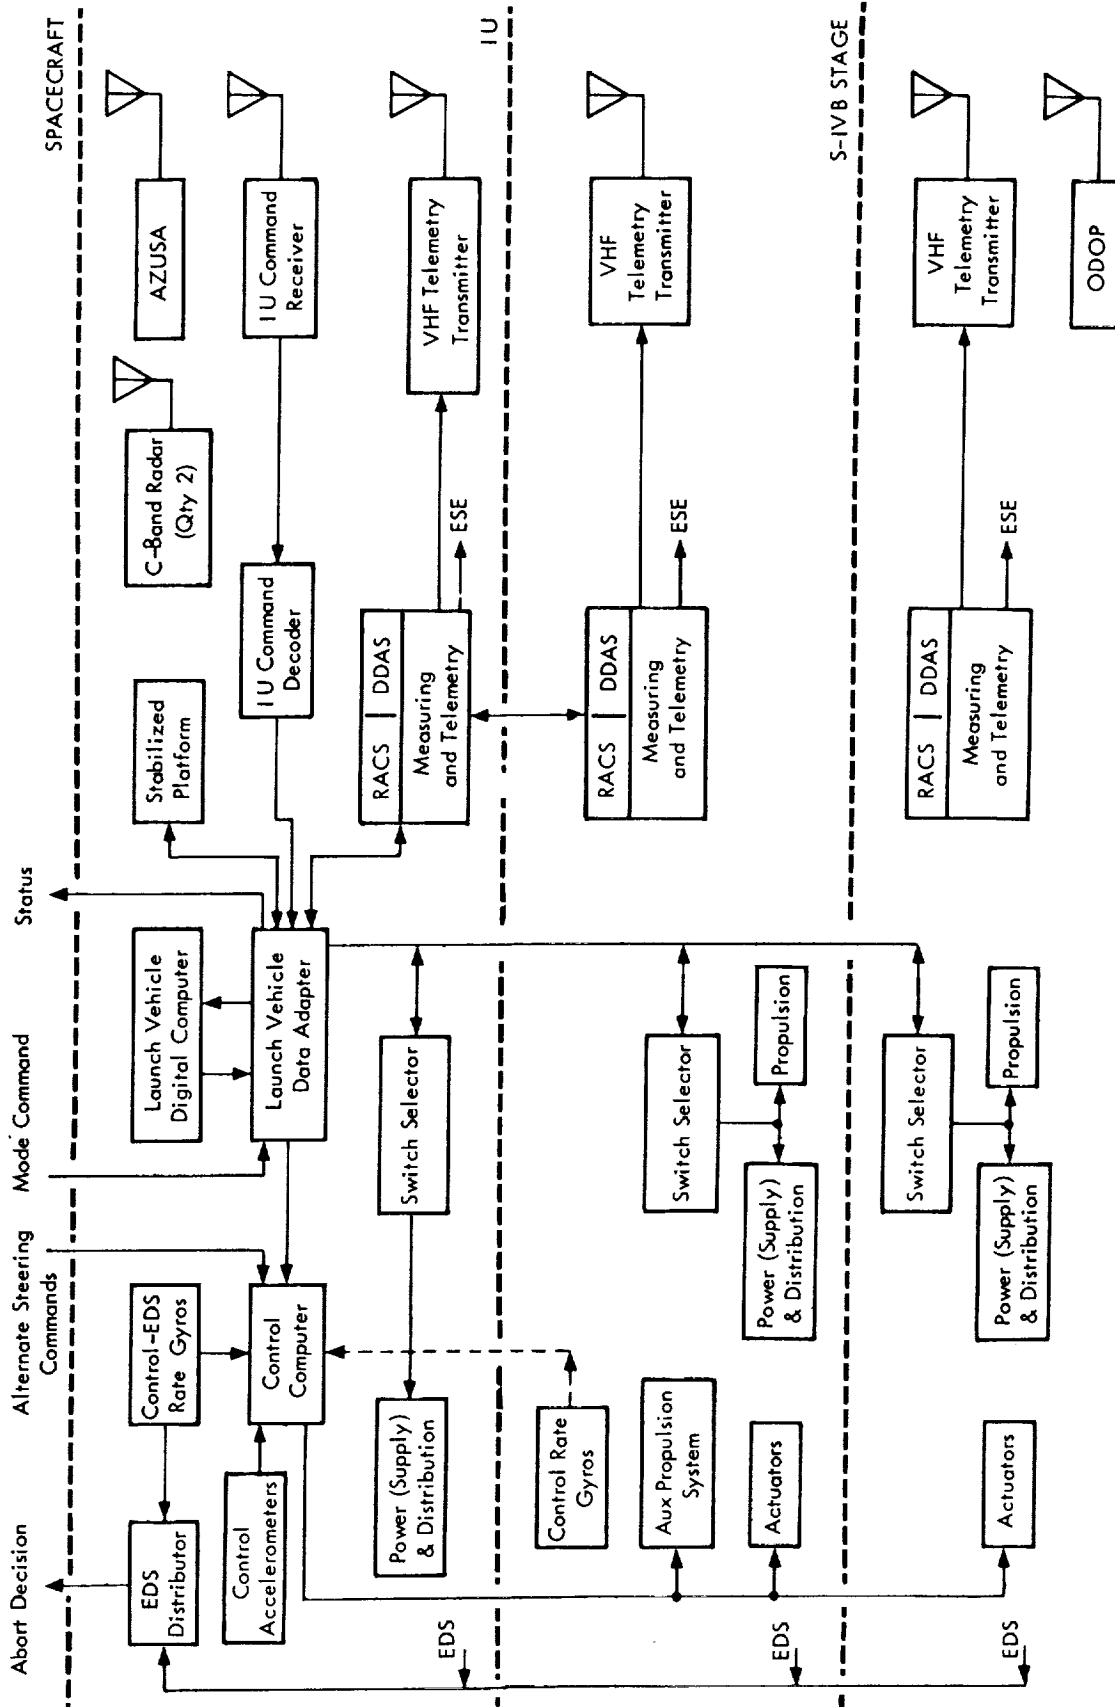 Abort Decision
Alternate Steering
Commands
Mode Command
Status
SPACECRAFT
EDS
Distributor
Control-EDS
Rate Gyros
Launch Vehicle
Digital Computer
Stabilized
Platform
C-Band Radar
(Qty 2)
AZUSA
Control
Accelerometers
Control
Computer
Launch Vehicle
Data Adapter
IU Command
Decoder
IU Command
Receiver
Power (Supply)
& Distribution
Switch Selector
RACS | DDAS
Measuring
and Telemetry
ESE
VHF Telemetry
Transmitter
EDS
IU
Control Rate
Gyros
RACS | DDAS
Measuring
and Telemetry
ESE
VHF
Telemetry
Transmitter
Aux Propulsion
System
Switch Selector
Actuators
Power (Supply)
& Distribution
Propulsion
EDS
S-IVB STAGE
Switch Selector
RACS | DDAS
Measuring
and Telemetry
ESE
VHF
Telemetry
Transmitter
Actuators
Power (Supply)
& Distribution
Propulsion
EDS
ODOP